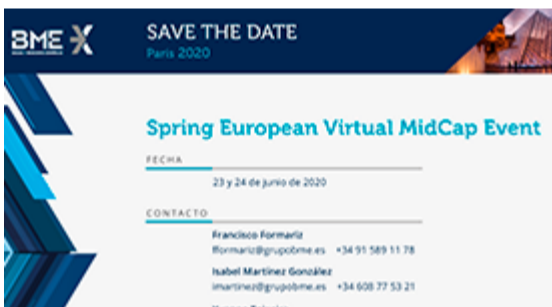 BME X
SAVE THE DATE
Paris 2020
Spring European Virtual MidCap Event
FECHA
23 y 24 de junio de 2020
CONTACTO
Francisco Formariz
fformariz@grupobme.es +34 91 589 11 78
Isabel Martínez González
imartinez@grupobme.es +34 608 77 53 21